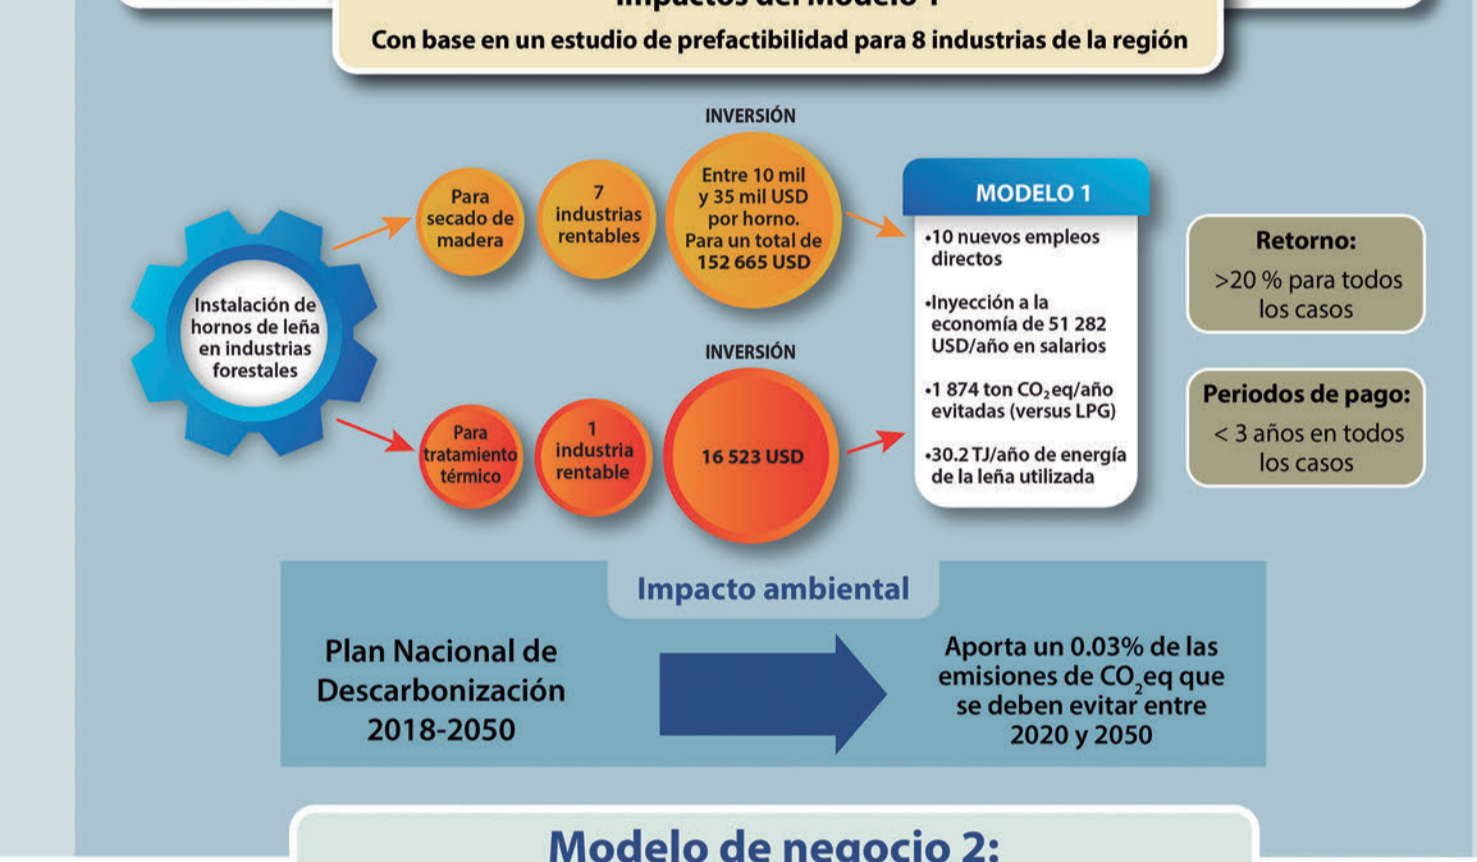 Impactos del Modelo 1
Con base en un estudio de prefactibilidad para 8 industrias de la región
Instalación de
hornos de leña
en industrias
forestales
Para
secado de
madera
7
industrias
rentables
INVERSIÓN
Entre 10 mil
y 35 mil USD
por horno.
Para un total de
152 665 USD
Para
tratamiento
térmico
1
industria
rentable
INVERSIÓN
16 523 USD
MODELO 1
•10 nuevos empleos
directos
•Inyección a la
economía de 51 282
USD/año en salarios
•1 874 ton CO₂eq/año
evitadas (versus LPG)
•30.2 TJ/año de energía
de la leña utilizada
Retorno:
>20 % para todos
los casos
Periodos de pago:
< 3 años en todos
los casos
Impacto ambiental
Plan Nacional de
Descarbonización
2018-2050
Aporta un 0.03% de las
emisiones de CO₂eq que
se deben evitar entre
2020 y 2050
Modelo de negocio 2: